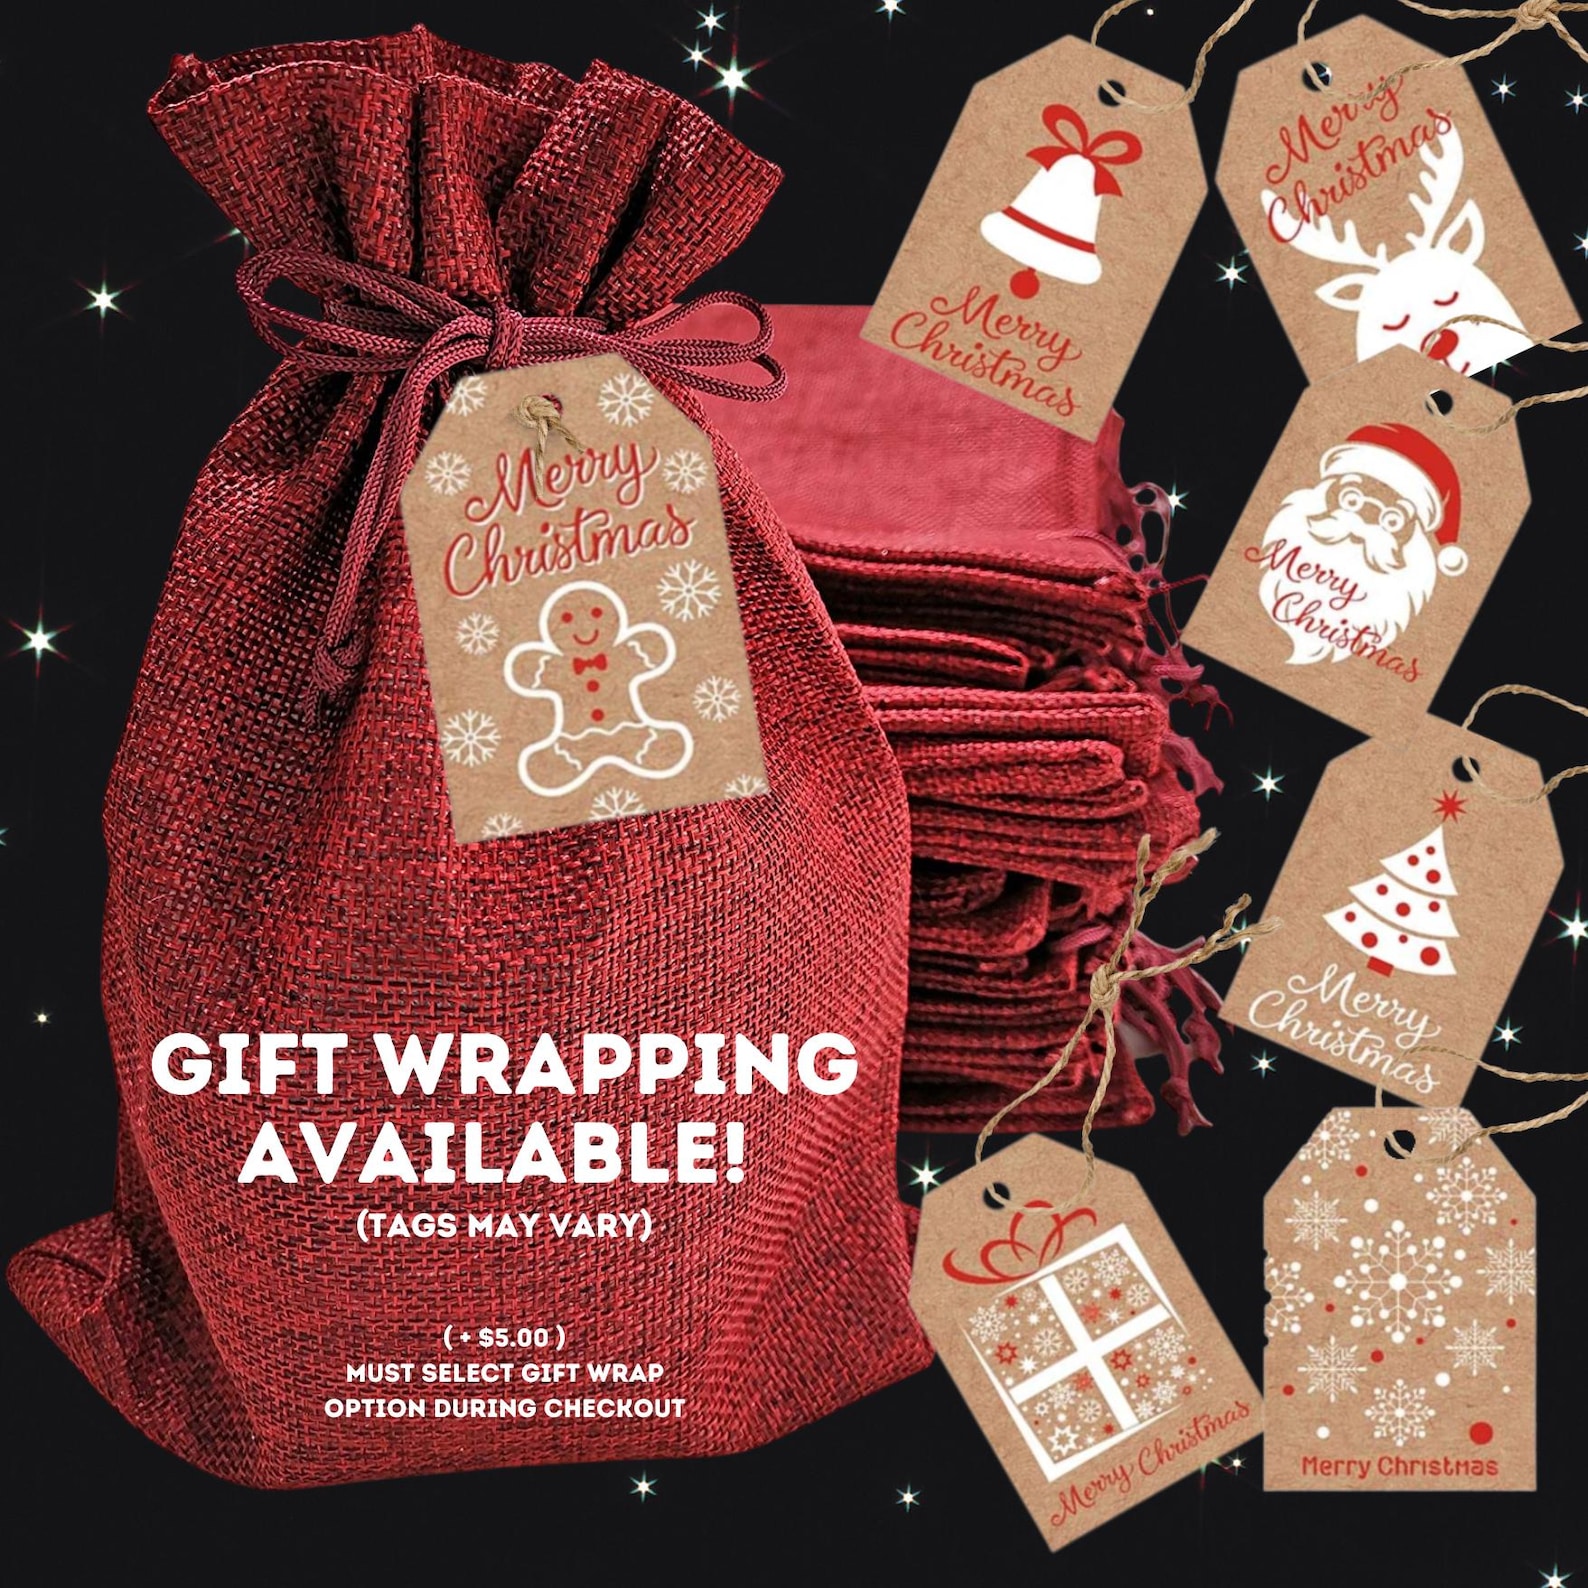 Merry
Christmas
GIFT WRAPPING
AVAILABLE!
(TAGS MAY VARY)
( + $5.00 )
MUST SELECT GIFT WRAP
OPTION DURING CHECKOUT
Merry
Christmas
Merry
Christmas
Merry
Christmas
Merry
Christmas
Merry Christmas
Merry Christmas